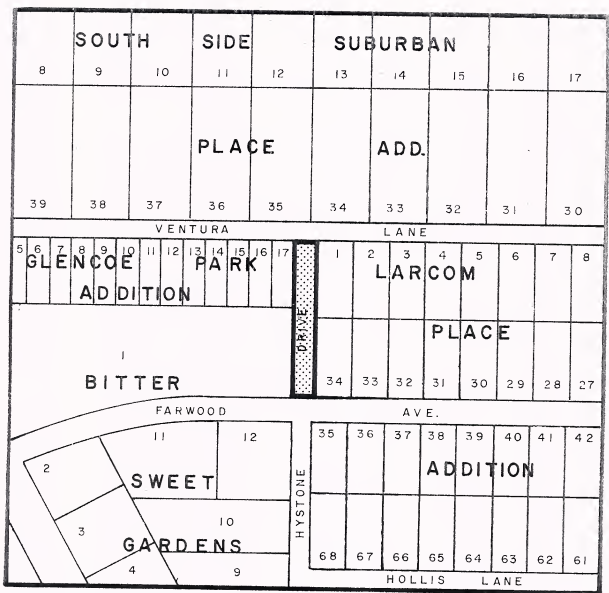 SOUTH SIDE SUBURBAN
8 9 10 11 12 13 14 15 16 17
PLACE ADD.
39 38 37 36 35 34 33 32 31 30
VENTURA LANE
5 6 7 8 9 10 11 12 13 14 15 16 17 1 2 3 4 5 6 7 8
GLENCOE PARK LARCOM
ADDITION
DRIVE
PLACE
1
BITTER
34 33 32 31 30 29 28 27
FARWOOD AVE.
11 12 35 36 37 38 39 40 41 42
2
SWEET ADDITION
HYSTONE
10
3
GARDENS
4 9 68 67 66 65 64 63 62 61
HOLLIS LANE